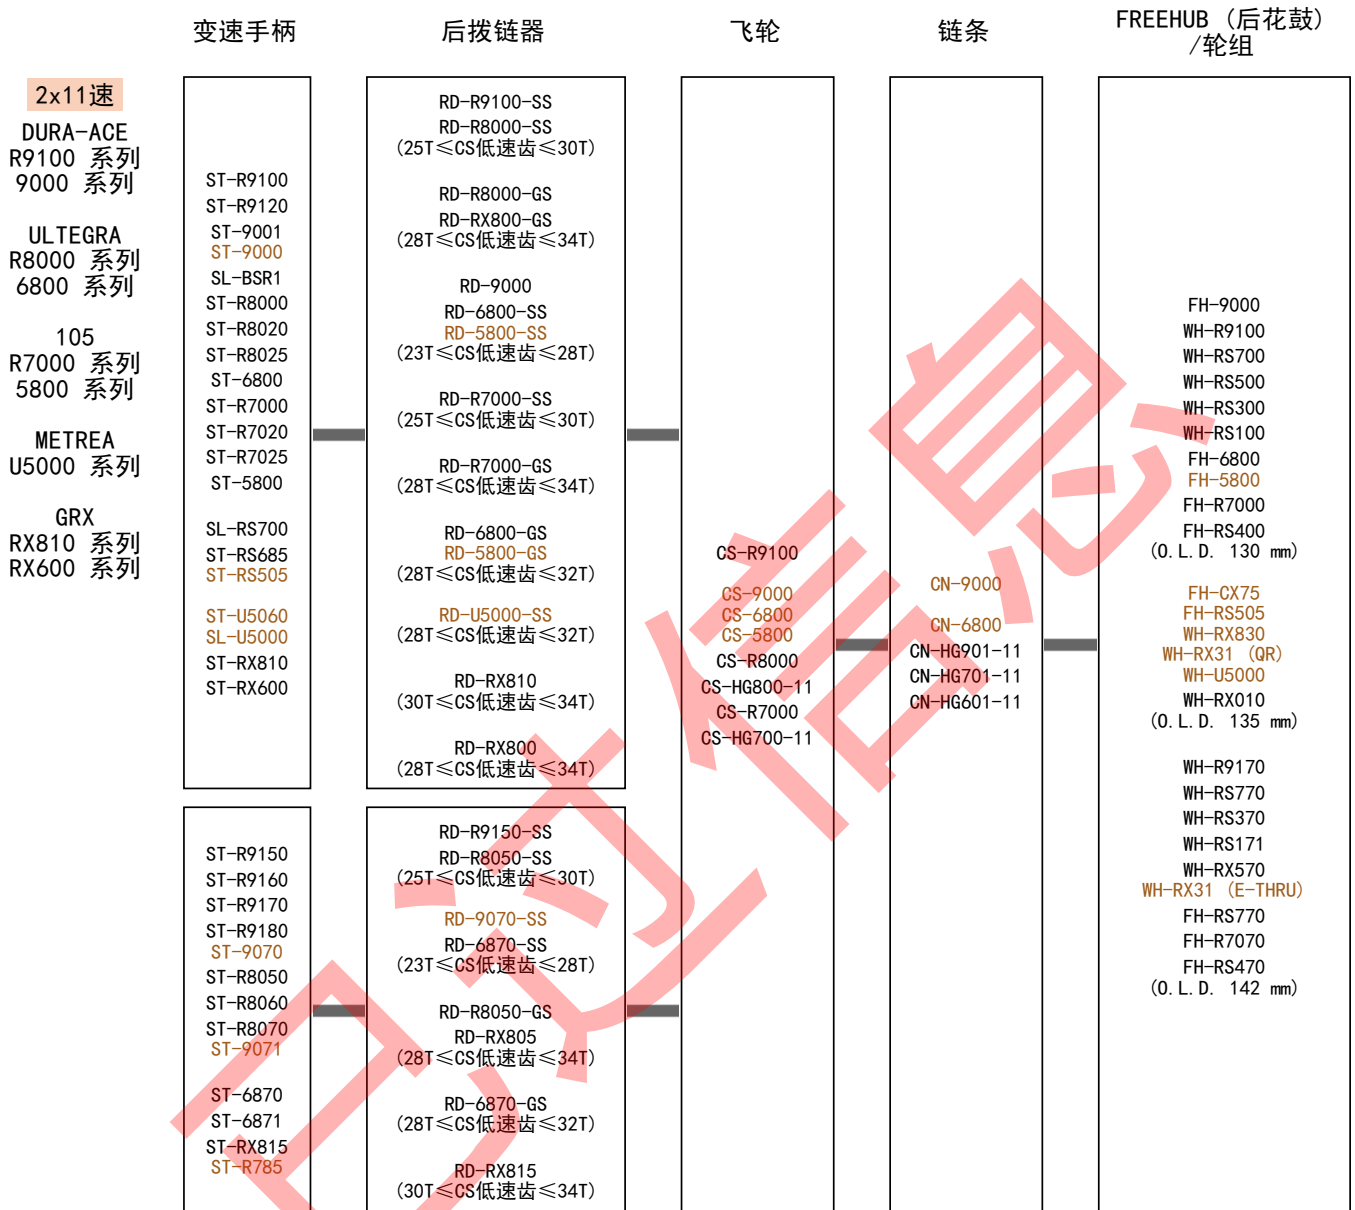 变速手柄
后拨链器
飞轮
链条
FREEHUB (后花鼓)
/轮组
2x11速
DURA-ACE
R9100 系列
9000 系列
ULTEGRA
R8000 系列
6800 系列
105
R7000 系列
5800 系列
METREA
U5000 系列
GRX
RX810 系列
RX600 系列
ST-R9100
ST-R9120
ST-9001
ST-9000
SL-BSR1
ST-R8000
ST-R8020
ST-R8025
ST-6800
ST-R7000
ST-R7020
ST-R7025
ST-5800
SL-RS700
ST-RS685
ST-RS505
ST-U5060
SL-U5000
ST-RX810
ST-RX600
RD-R9100-SS
RD-R8000-SS
(25T≤CS低速齿≤30T)
RD-R8000-GS
RD-RX800-GS
(28T≤CS低速齿≤34T)
RD-9000
RD-6800-SS
RD-5800-SS
(23T≤CS低速齿≤28T)
RD-R7000-SS
(25T≤CS低速齿≤30T)
RD-R7000-GS
(28T≤CS低速齿≤34T)
RD-6800-GS
RD-5800-GS
(28T≤CS低速齿≤32T)
RD-U5000-SS
(28T≤CS低速齿≤32T)
RD-RX810
(30T≤CS低速齿≤34T)
RD-RX800
(28T≤CS低速齿≤34T)
ST-R9150
ST-R9160
ST-R9170
ST-R9180
ST-9070
ST-R8050
ST-R8060
ST-R8070
ST-9071
ST-6870
ST-6871
ST-RX815
ST-R785
RD-R9150-SS
RD-R8050-SS
(25T≤CS低速齿≤30T)
RD-9070-SS
RD-6870-SS
(23T≤CS低速齿≤28T)
RD-R8050-GS
RD-RX805
(28T≤CS低速齿≤34T)
RD-6870-GS
(28T≤CS低速齿≤32T)
RD-RX815
(30T≤CS低速齿≤34T)
CS-R9100
CS-9000
CS-6800
CS-5800
CS-R8000
CS-HG800-11
CS-R7000
CS-HG700-11
CN-9000
CN-6800
CN-HG901-11
CN-HG701-11
CN-HG601-11
FH-9000
WH-R9100
WH-RS700
WH-RS500
WH-RS300
WH-RS100
FH-6800
FH-5800
FH-R7000
FH-RS400
(O.L.D. 130 mm)
FH-CX75
FH-RS505
WH-RX830
WH-RX31 (QR)
WH-U5000
WH-RX010
(O.L.D. 135 mm)
WH-R9170
WH-RS770
WH-RS370
WH-RS171
WH-RX570
WH-RX31 (E-THRU)
FH-RS770
FH-R7070
FH-RS470
(O.L.D. 142 mm)
已过信息